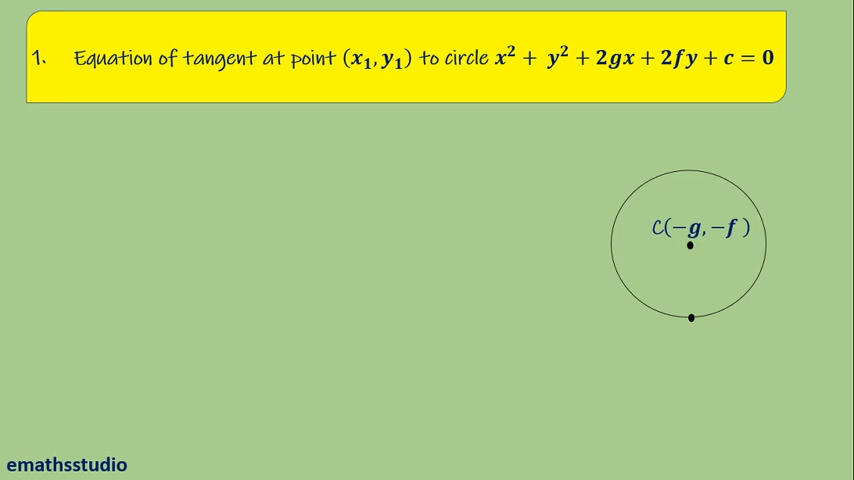 1. Equation of tangent at point (x₁, y₁) to circle x² + y² + 2gx + 2fy + c = 0
C(−g, −f )
emathsstudio